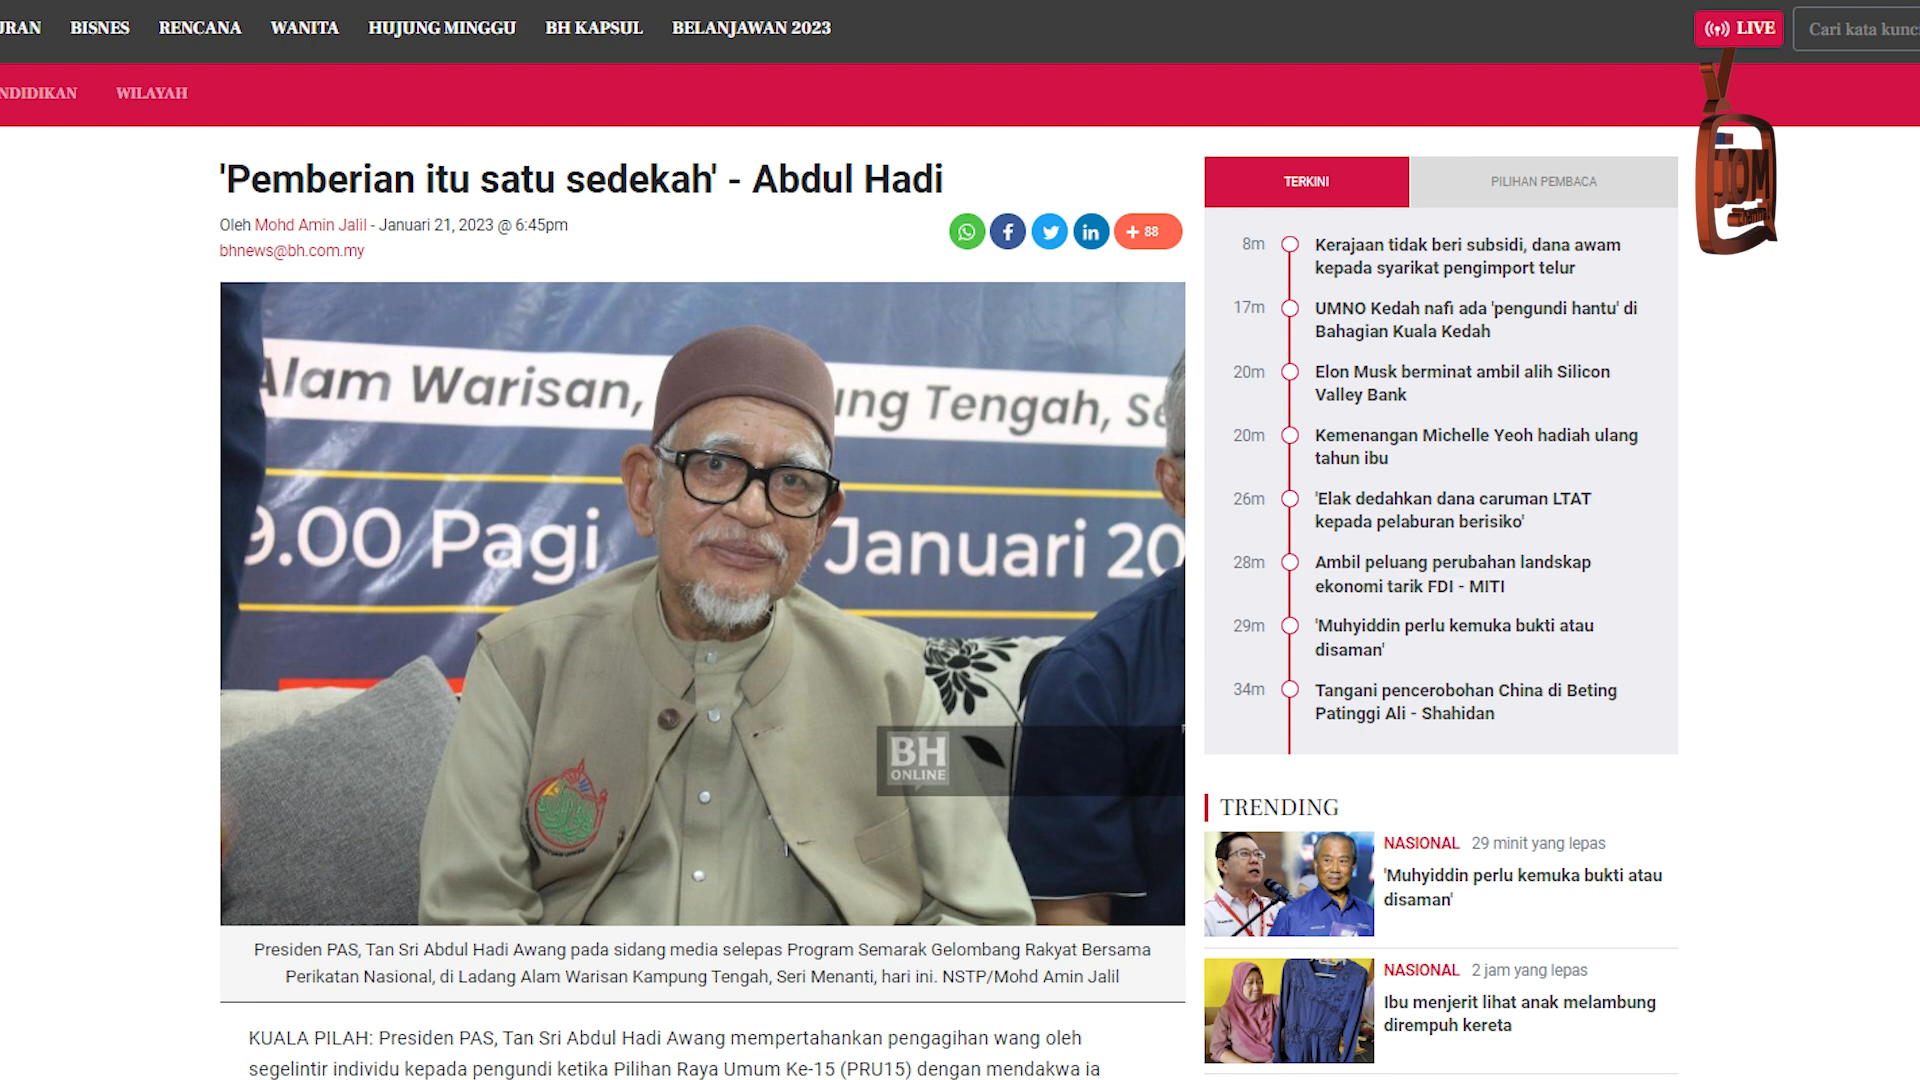 BISNES RENCANA WANITA HUJUNG MINGGU BH KAPSUL BELANJAWAN 2023
LIVE
Cari kata kunc
WILAYAH
'Pemberian itu satu sedekah' - Abdul Hadi
Oleh Mohd Amin Jalil - Januari 21, 2023 @ 6:45pm
bhnews@bh.com.my
+ 88
Alam Warisan,
ung Tengah, Se
9.00 Pagi
Januari 20
BH
ONLINE
Presiden PAS, Tan Sri Abdul Hadi Awang pada sidang media selepas Program Semarak Gelombang Rakyat Bersama
Perikatan Nasional, di Ladang Alam Warisan Kampung Tengah, Seri Menanti, hari ini. NSTP/Mohd Amin Jalil
KUALA PILAH: Presiden PAS, Tan Sri Abdul Hadi Awang mempertahankan pengagihan wang oleh
segelintir individu kepada pengundi ketika Pilihan Raya Umum Ke-15 (PRU15) dengan mendakwa ia
TERKINI
PILIHAN PEMBACA
8m Kerajaan tidak beri subsidi, dana awam
kepada syarikat pengimport telur
17m UMNO Kedah nafi ada 'pengundi hantu' di
Bahagian Kuala Kedah
20m Elon Musk berminat ambil alih Silicon
Valley Bank
20m Kemenangan Michelle Yeoh hadiah ulang
tahun ibu
26m 'Elak dedahkan dana caruman LTAT
kepada pelaburan berisiko'
28m Ambil peluang perubahan landskap
ekonomi tarik FDI - MITI
29m 'Muhyiddin perlu kemuka bukti atau
disaman'
34m Tangani pencerobohan China di Beting
Patinggi Ali - Shahidan
TRENDING
NASIONAL 29 minit yang lepas
'Muhyiddin perlu kemuka bukti atau
disaman'
NASIONAL 2 jam yang lepas
Ibu menjerit lihat anak melambung
dirempuh kereta